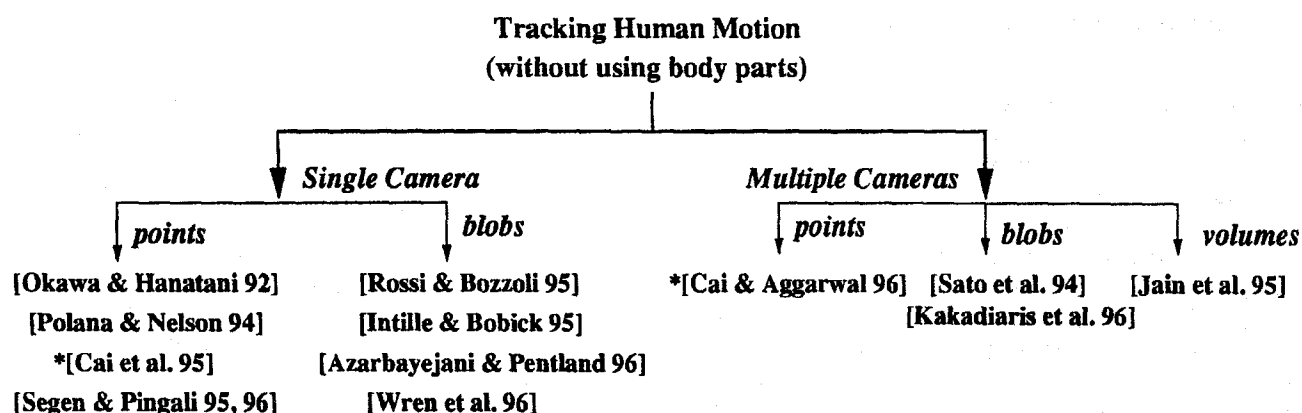 Tracking Human Motion
(without using body parts)
Single Camera
Multiple Cameras
points
blobs
points
blobs
volumes
[Okawa & Hanatani 92]
[Rossi & Bozzoli 95]
*[Cai & Aggarwal 96]
[Sato et al. 94]
[Jain et al. 95]
[Polana & Nelson 94]
[Intille & Bobick 95]
[Kakadiaris et al. 96]
*[Cai et al. 95]
[Azarbayejani & Pentland 96]
[Segen & Pingali 95, 96]
[Wren et al. 96]